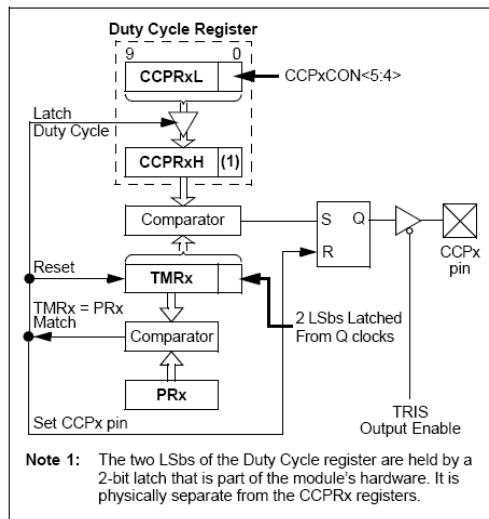 Duty Cycle Register
9 0
CCPRxL
CCPxCON<5:4>
Latch
Duty Cycle
CCPRxH (1)
Comparator
S Q
R
CCPx
pin
Reset
TMRx
TMRx = PRx
Match
2 LSbs Latched
From Q clocks
Comparator
PRx
TRIS
Output Enable
Set CCPx pin
Note 1: The two LSbs of the Duty Cycle register are held by a
2-bit latch that is part of the module's hardware. It is
physically separate from the CCPRx registers.